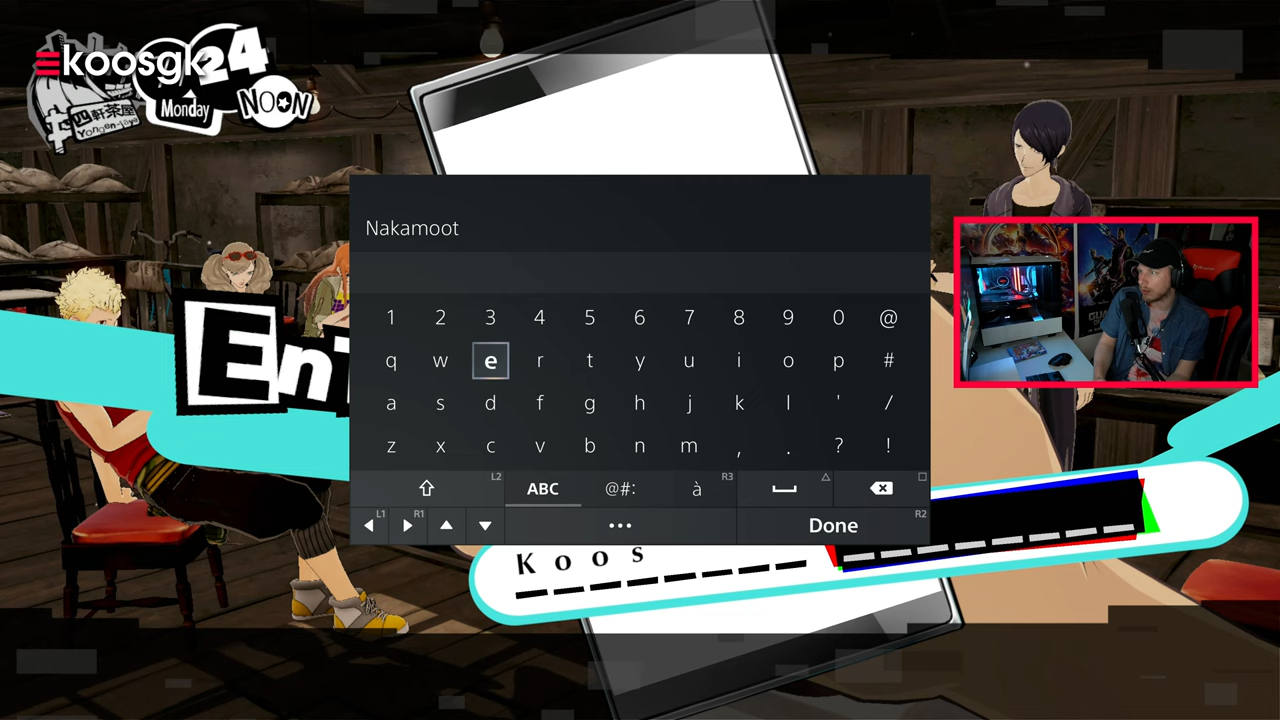 koosgk
24
Monday
NOON
四軒茶屋
Yongen-jaya
Nakamoot
1 2 3 4 5 6 7 8 9 0 @
q w e r t y u i o p #
a s d f g h j k l ' /
z x c v b n m , . ? !
L2
ABC
@#:
à
R3
L1
R1
•••
Done
R2
En
Koos